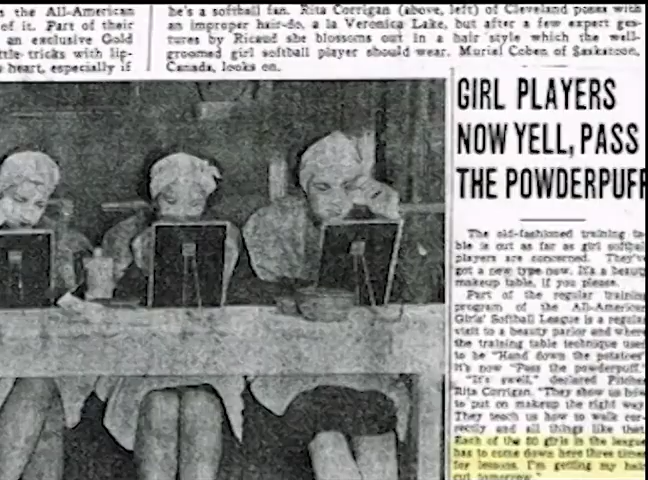 s the All-American
of it. Part of their
an exclusive Gold
ttle tricks with lip-
s heart, especially if
he's a softball fan. Rita Corrigan (above, left) of Cleveland poses with
an improper hair-do, a la Veronica Lake, but after a few expert ges-
tures by Ricaud she blossoms out in a hair style which the well-
groomed girl softball player should wear. Muriel Coben of Saskatoon,
Canada, looks on.
GIRL PLAYERS
NOW YELL, PASS
THE POWDERPUFF
The old-fashioned training ta-
ble is out as far as girl softball
players are concerned. They've
got a new type now. It's a beauty
makeup table, if you please.
Part of the regular training
program of the All-American
Girls' Softball League is a regular
visit to a beauty parlor and where
the training table technique used
to be "Hand down the potatoes"
it's now "Pass the powderpuff."
"It's swell," declared Pitcher
Rita Corrigan. "They show us how
to put on makeup the right way.
They teach us how to walk cor-
rectly and all things like that.
Each of the 60 girls in the league
has to come down here three times
for lessons. I'm getting my hair
cut tomorrow."